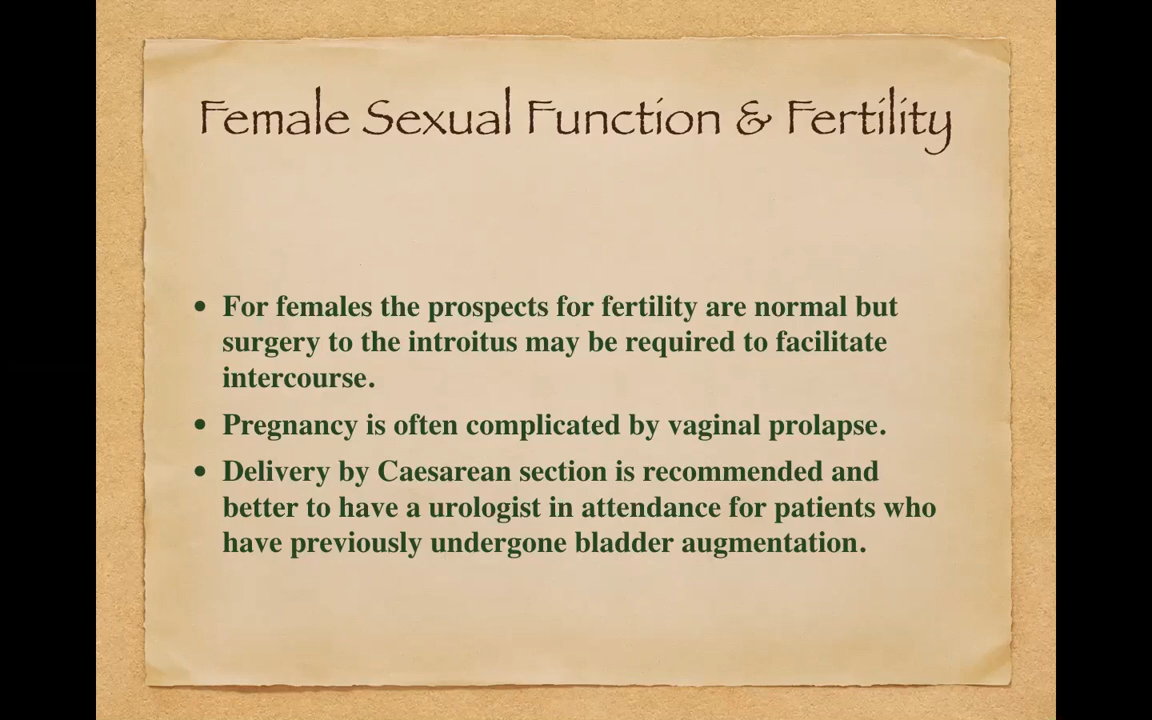 Female Sexual Function & Fertility
• For females the prospects for fertility are normal but
surgery to the introitus may be required to facilitate
intercourse.
• Pregnancy is often complicated by vaginal prolapse.
• Delivery by Caesarean section is recommended and
better to have a urologist in attendance for patients who
have previously undergone bladder augmentation.